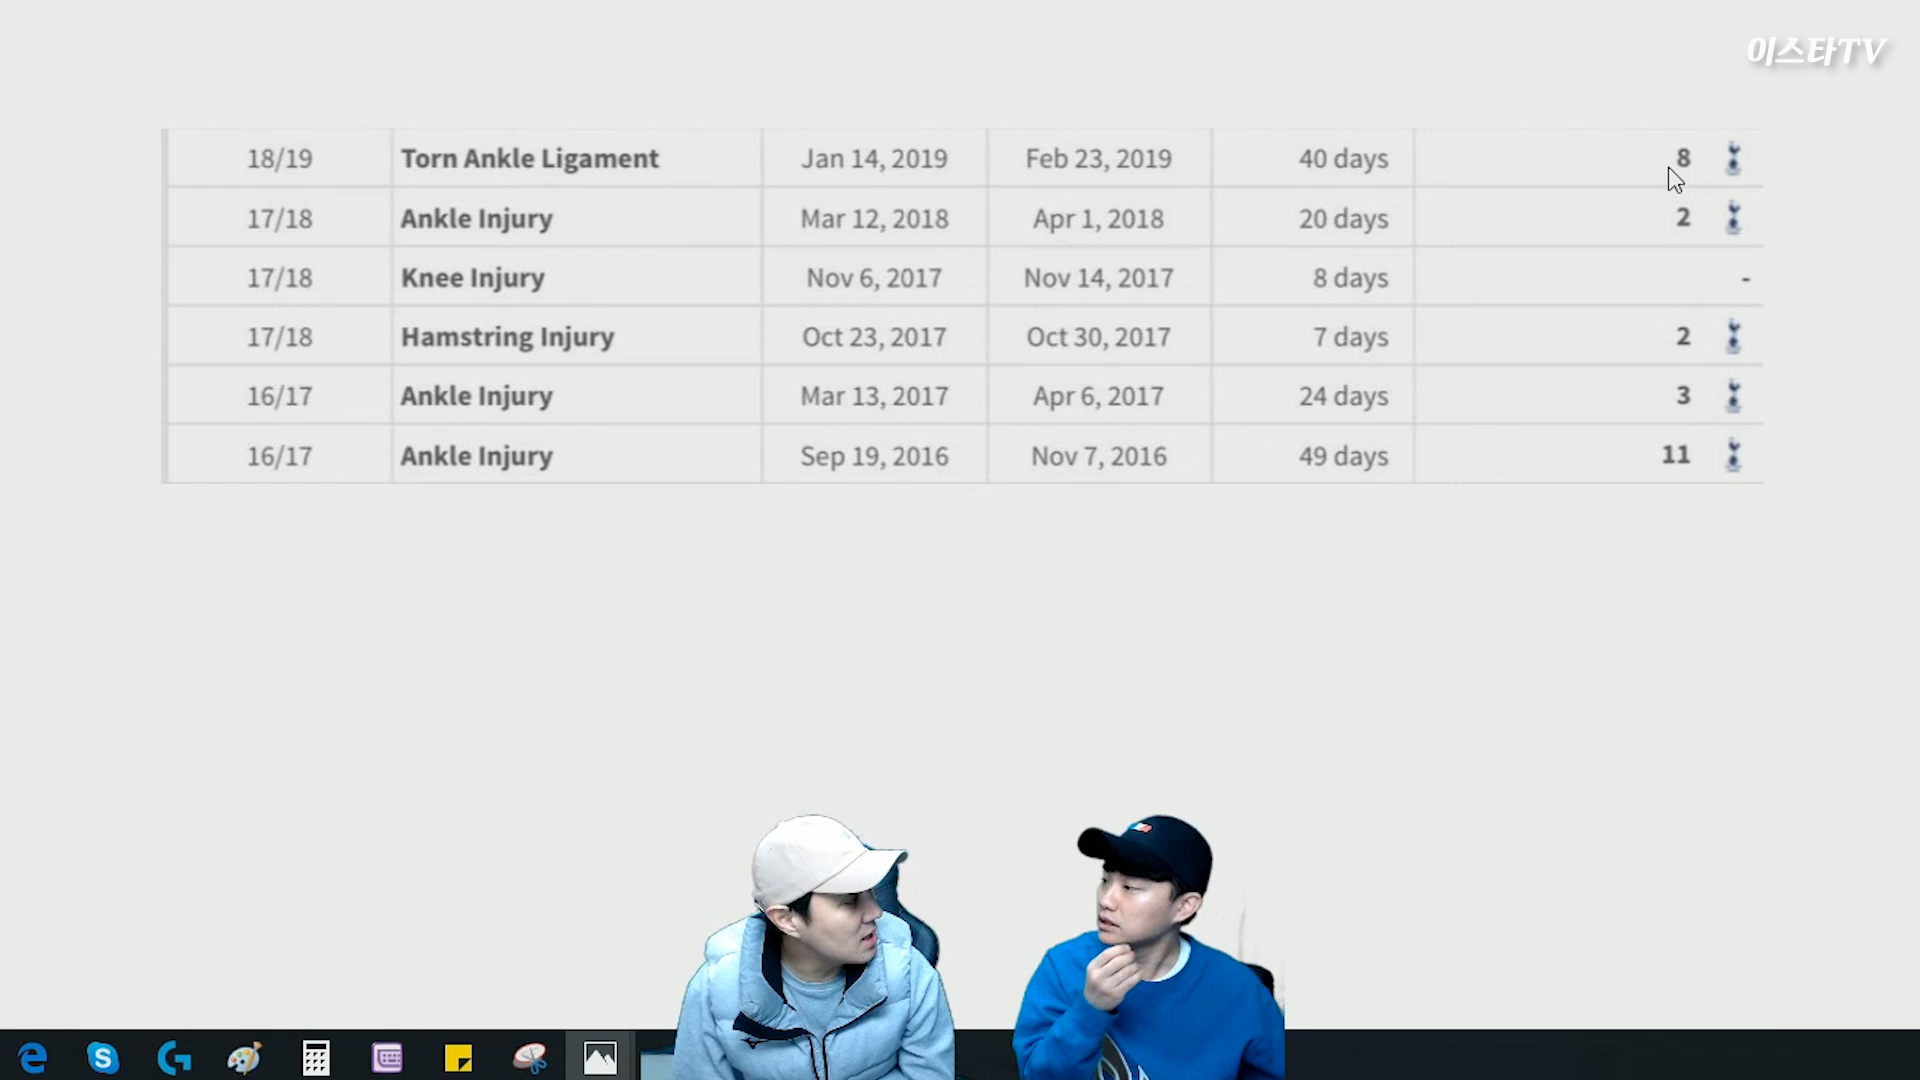 이스타TV
18/19 Torn Ankle Ligament Jan 14, 2019 Feb 23, 2019 40 days 8
17/18 Ankle Injury Mar 12, 2018 Apr 1, 2018 20 days 2
17/18 Knee Injury Nov 6, 2017 Nov 14, 2017 8 days -
17/18 Hamstring Injury Oct 23, 2017 Oct 30, 2017 7 days 2
16/17 Ankle Injury Mar 13, 2017 Apr 6, 2017 24 days 3
16/17 Ankle Injury Sep 19, 2016 Nov 7, 2016 49 days 11